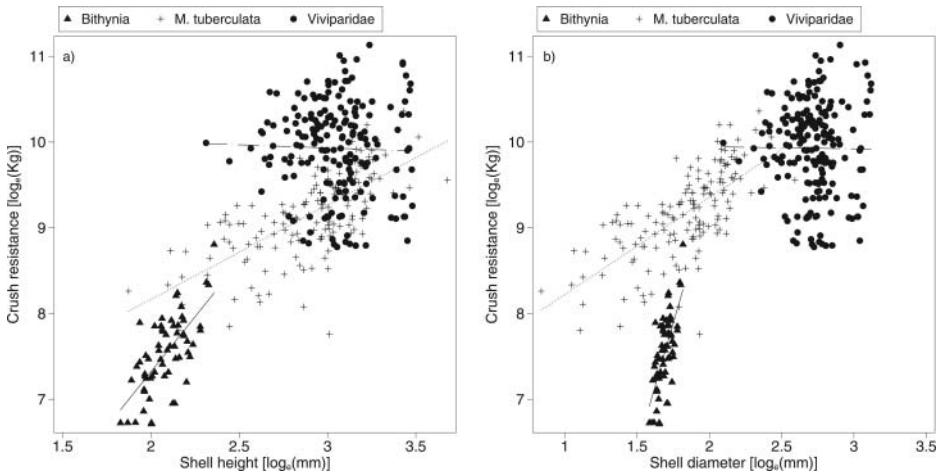 Bithynia M. tuberculata Viviparidae
a)
11
10
9
8
7
Crush resistance [logₑ(Kg)]
1.5 2 2.5 3 3.5
Shell height [logₑ(mm)]
Bithynia M. tuberculata Viviparidae
b)
11
10
9
8
7
Crush resistance [logₑ(Kg)]
1 1.5 2 2.5 3 3.5
Shell diameter [logₑ(mm)]